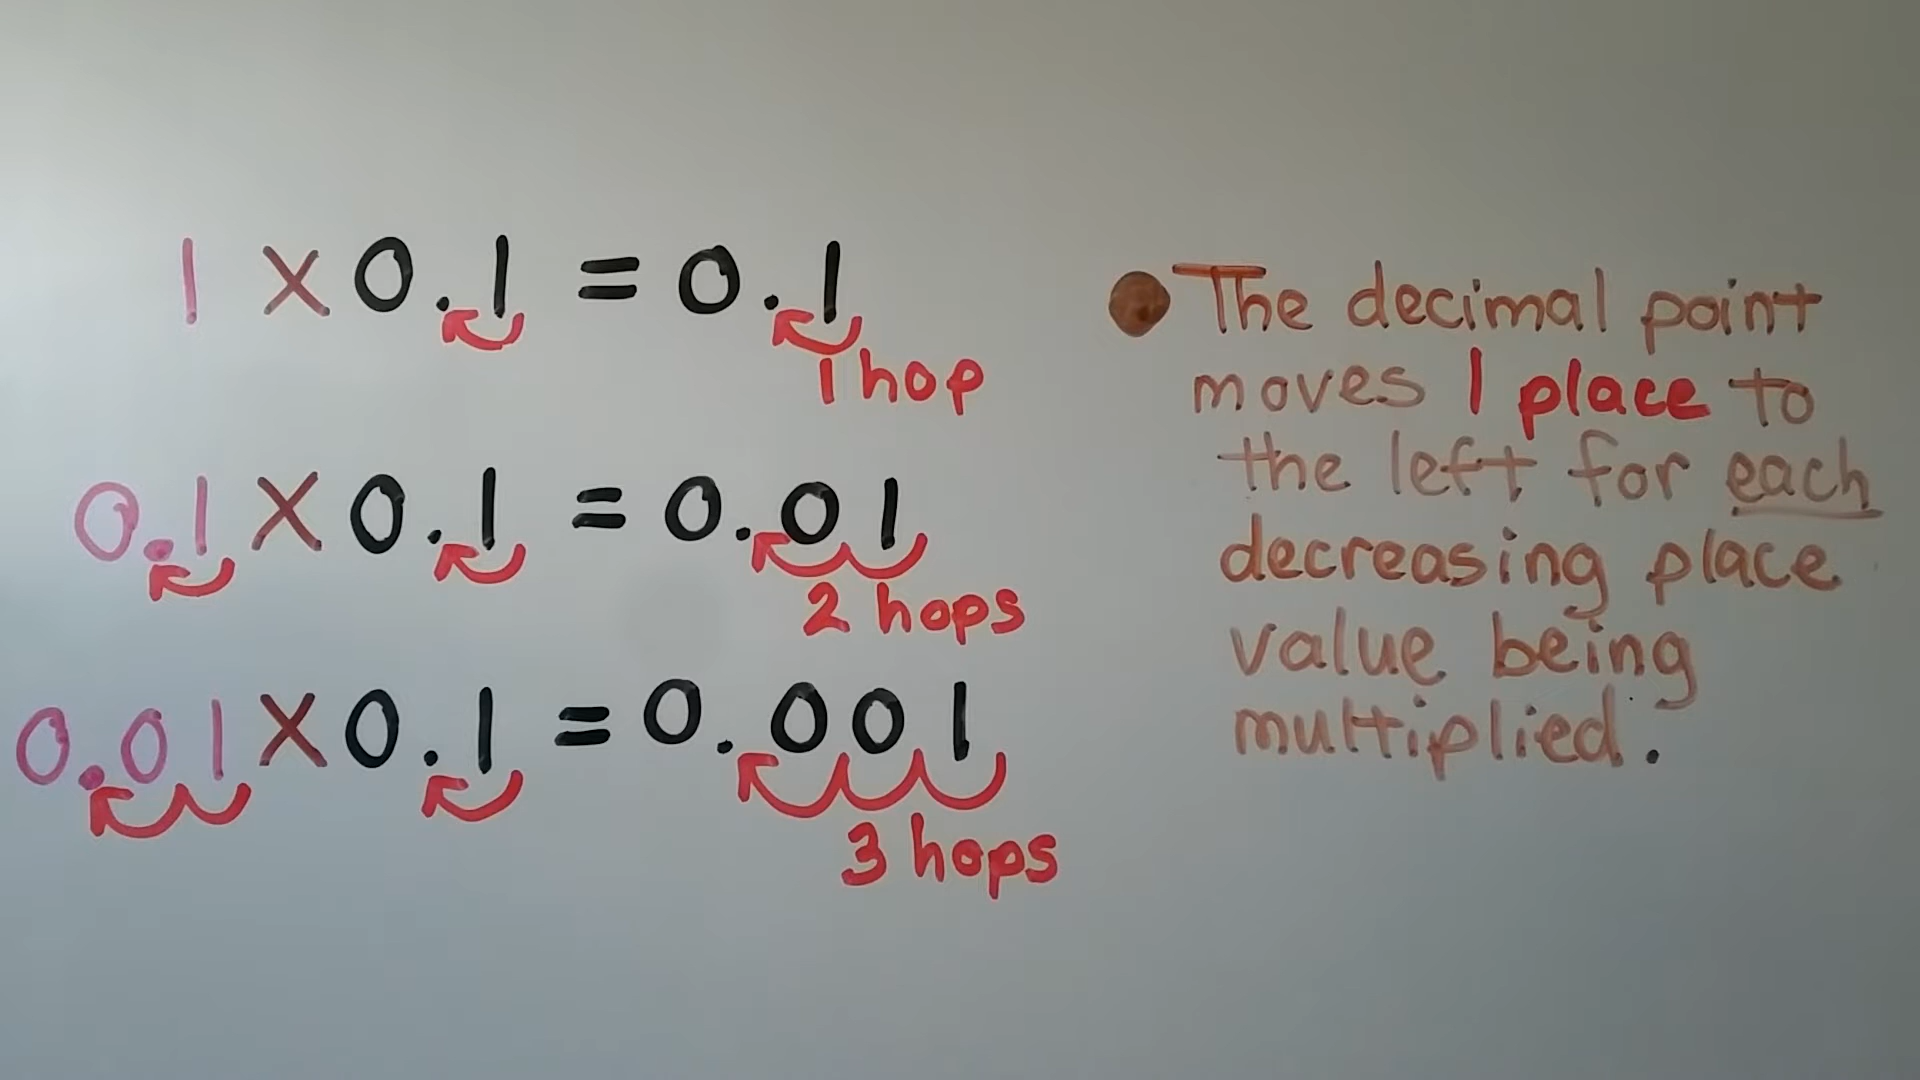 1 × 0.1 = 0.1
1 hop
0.1 × 0.1 = 0.01
2 hops
0.01 × 0.1 = 0.001
3 hops
The decimal point
moves 1 place to
the left for each
decreasing place
value being
multiplied.